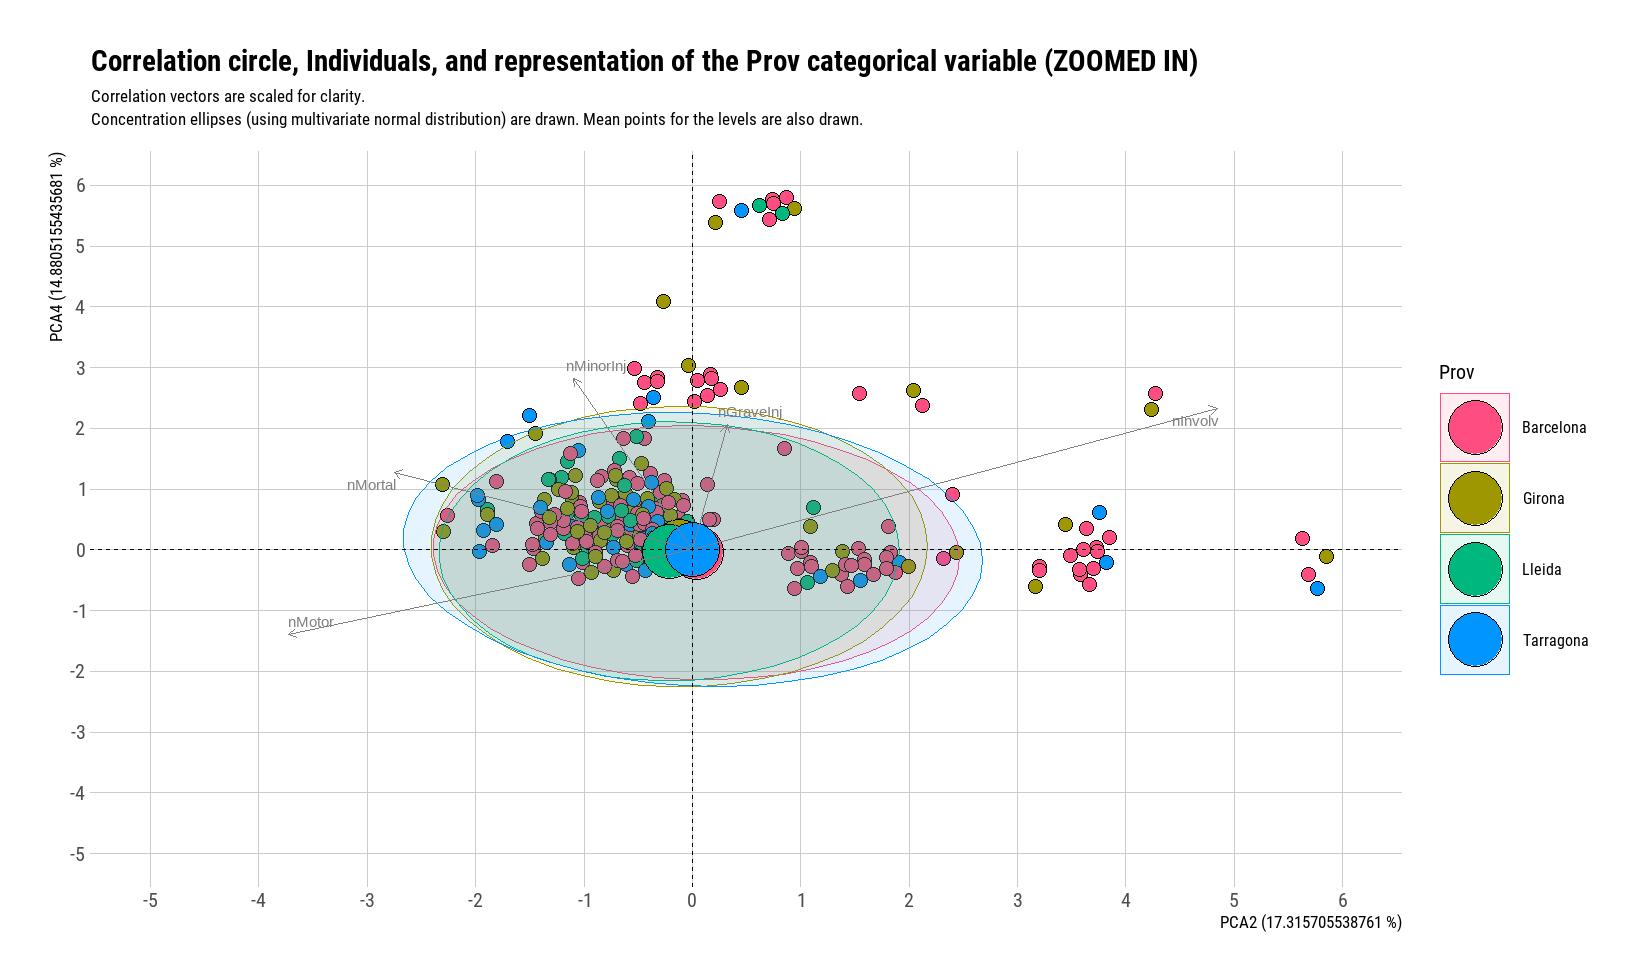 Correlation circle, Individuals, and representation of the Prov categorical variable (ZOOMED IN)
Correlation vectors are scaled for clarity.
Concentration ellipses (using multivariate normal distribution) are drawn. Mean points for the levels are also drawn.
PCA4 (14.8805155435681 %)
6
5
4
3
2
1
0
-1
-2
-3
-4
-5
nMinorInj
nGraveInj
nInvolv
nMortal
nMotor
-5
-4
-3
-2
-1
0
1
2
3
4
5
6
PCA2 (17.315705538761 %)
Prov
Barcelona
Girona
Lleida
Tarragona